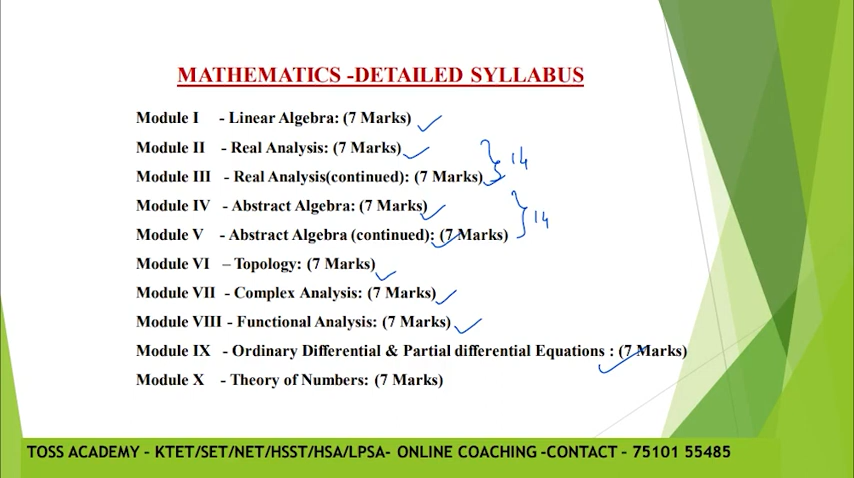 MATHEMATICS -DETAILED SYLLABUS
Module I - Linear Algebra: (7 Marks)
Module II - Real Analysis: (7 Marks)
14
Module III - Real Analysis(continued): (7 Marks)
Module IV - Abstract Algebra: (7 Marks)
14
Module V - Abstract Algebra (continued): (7 Marks)
Module VI – Topology: (7 Marks)
Module VII - Complex Analysis: (7 Marks)
Module VIII - Functional Analysis: (7 Marks)
Module IX - Ordinary Differential & Partial differential Equations : (7 Marks)
Module X - Theory of Numbers: (7 Marks)
TOSS ACADEMY – KTET/SET/NET/HSST/HSA/LPSA- ONLINE COACHING -CONTACT – 75101 55485